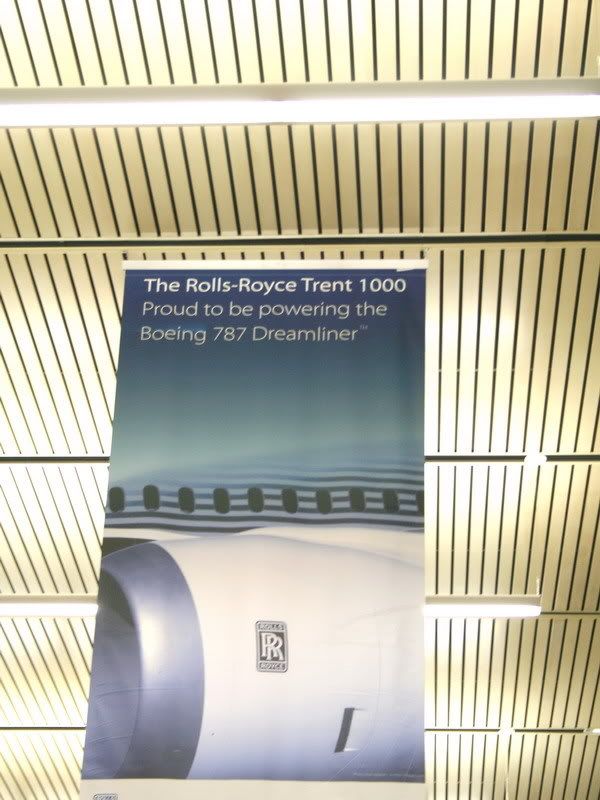 The Rolls-Royce Trent 1000
Proud to be powering the
Boeing 787 Dreamliner™
ROLLS
RR
ROYCE